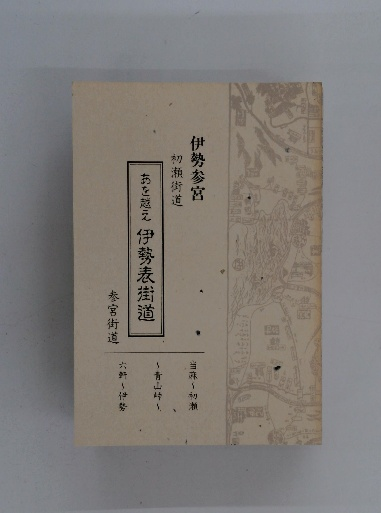 伊勢参宮
初瀬街道
あを越え 伊勢表街道
参宮街道
当麻～初瀬
～青山峠～
六軒～伊勢